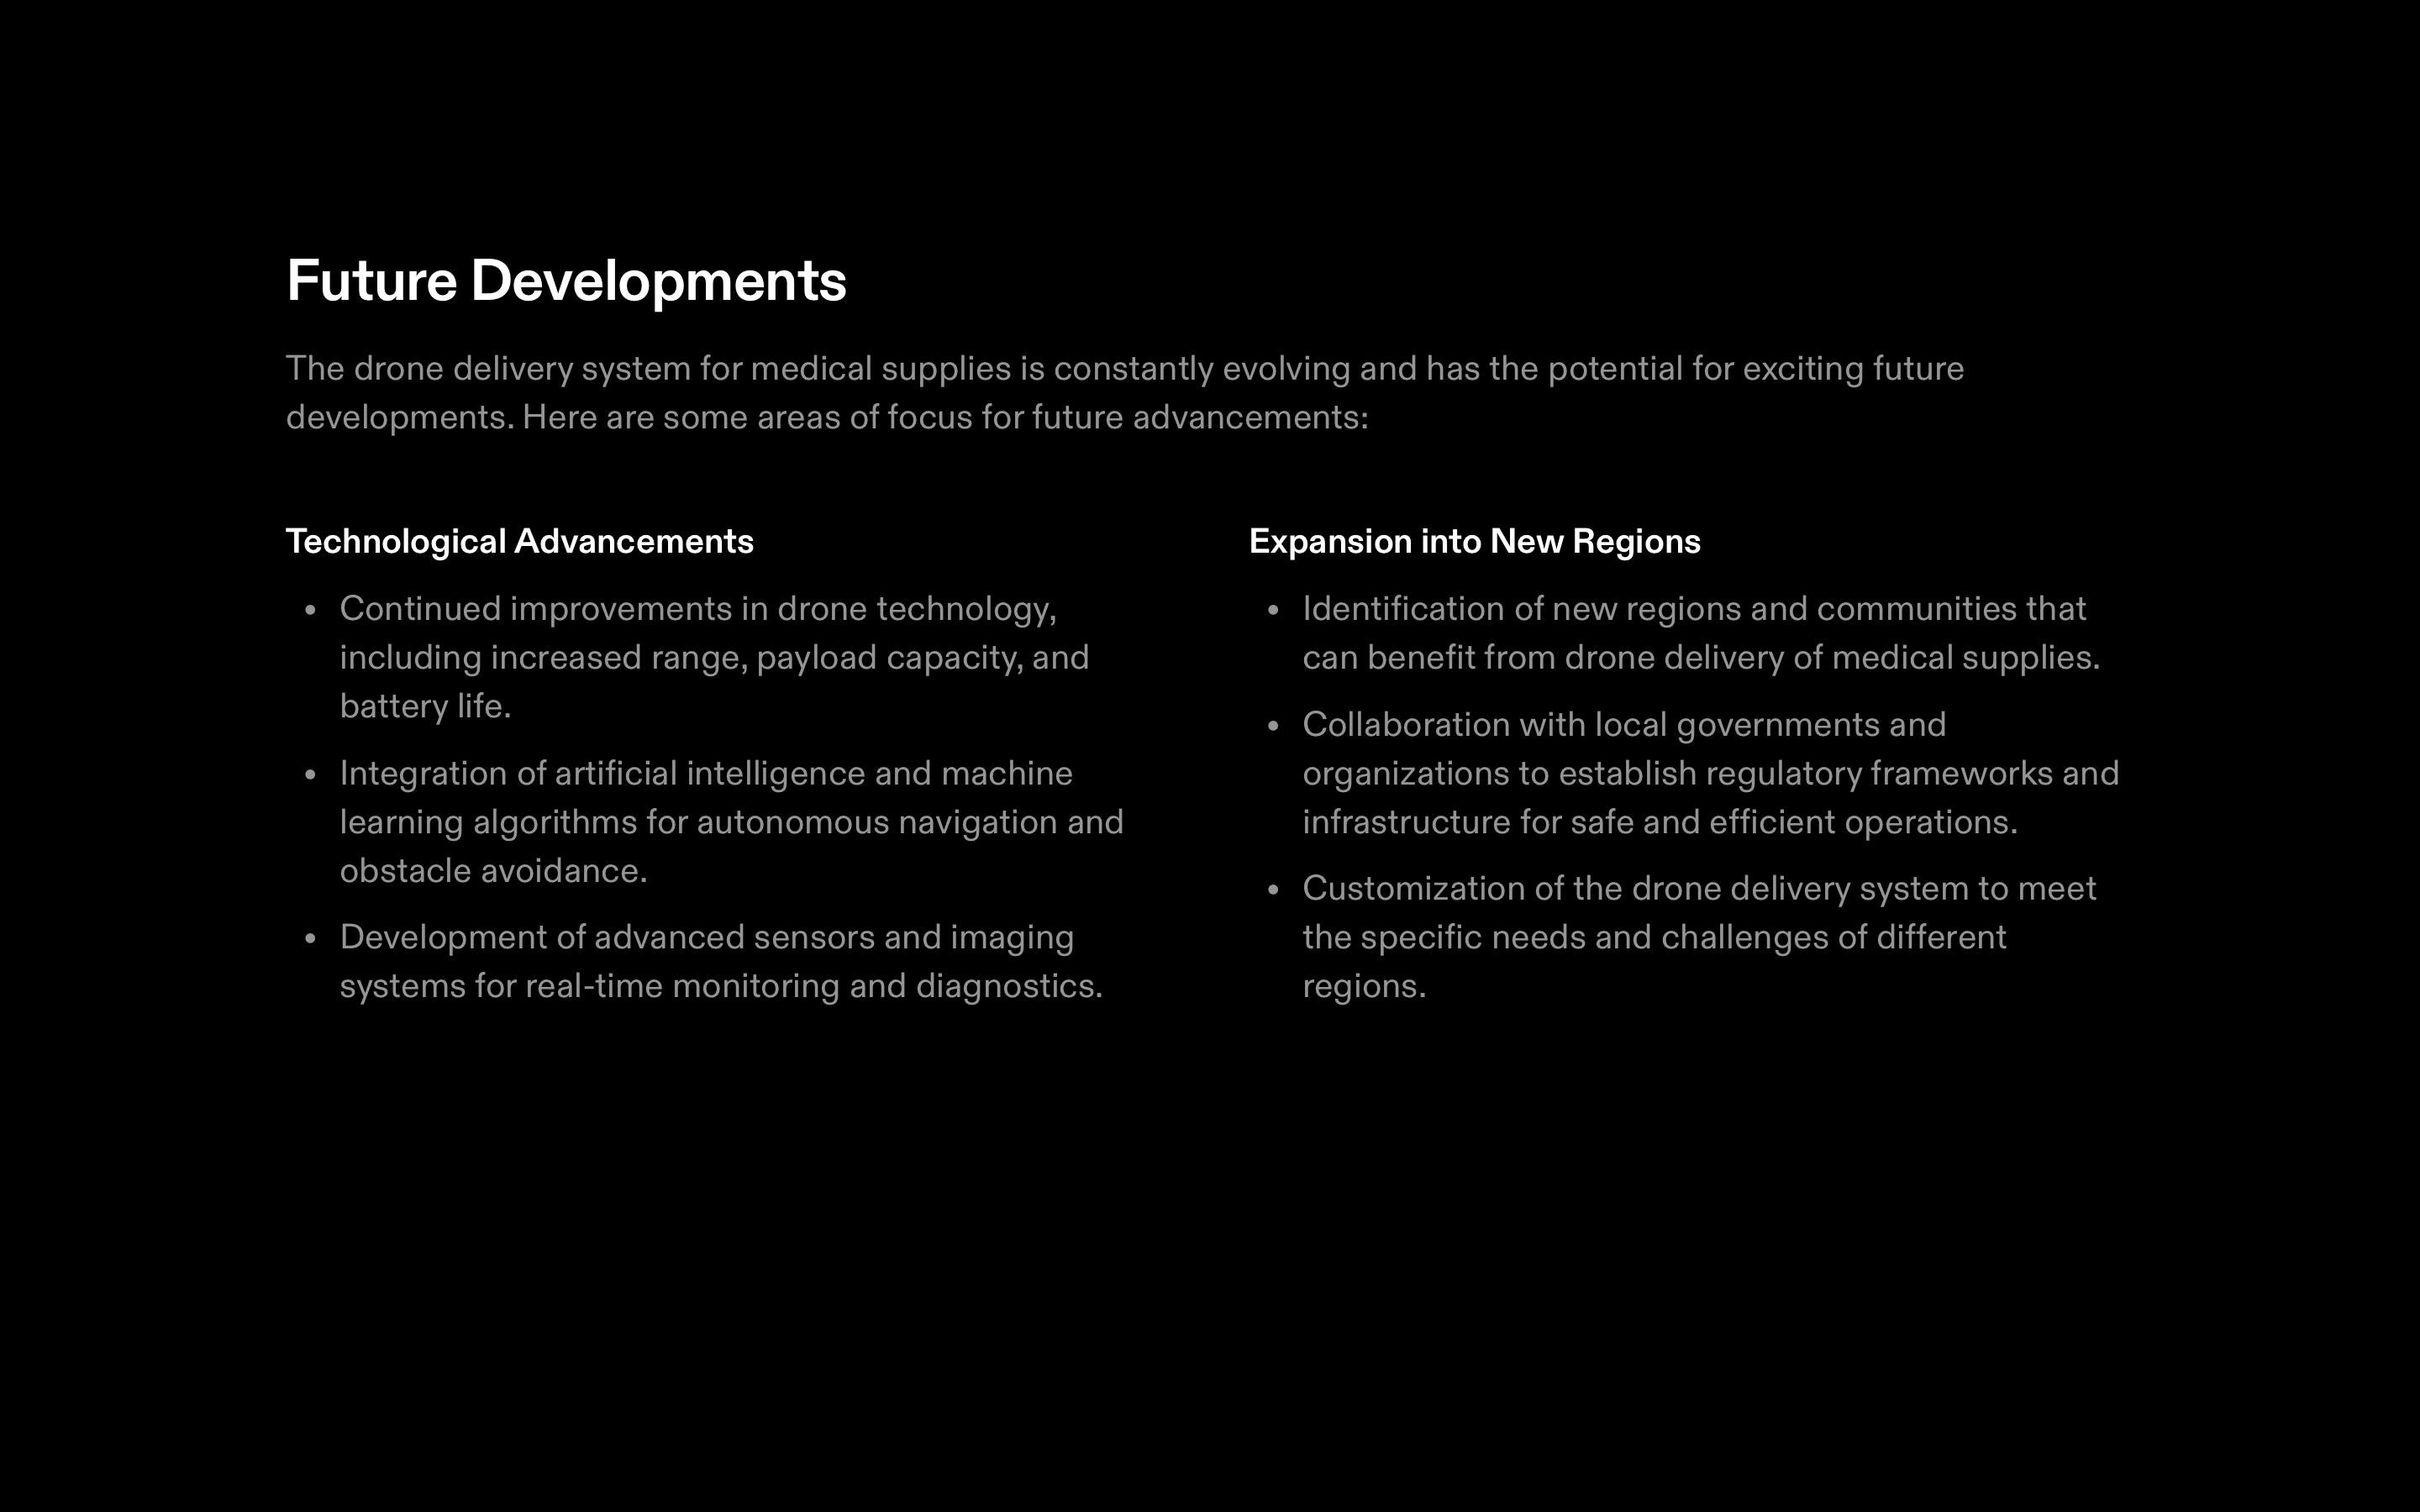 Future Developments
The drone delivery system for medical supplies is constantly evolving and has the potential for exciting future
developments. Here are some areas of focus for future advancements:
Technological Advancements
• Continued improvements in drone technology,
including increased range, payload capacity, and
battery life.
• Integration of artificial intelligence and machine
learning algorithms for autonomous navigation and
obstacle avoidance.
• Development of advanced sensors and imaging
systems for real-time monitoring and diagnostics.
Expansion into New Regions
• Identification of new regions and communities that
can benefit from drone delivery of medical supplies.
• Collaboration with local governments and
organizations to establish regulatory frameworks and
infrastructure for safe and efficient operations.
• Customization of the drone delivery system to meet
the specific needs and challenges of different
regions.